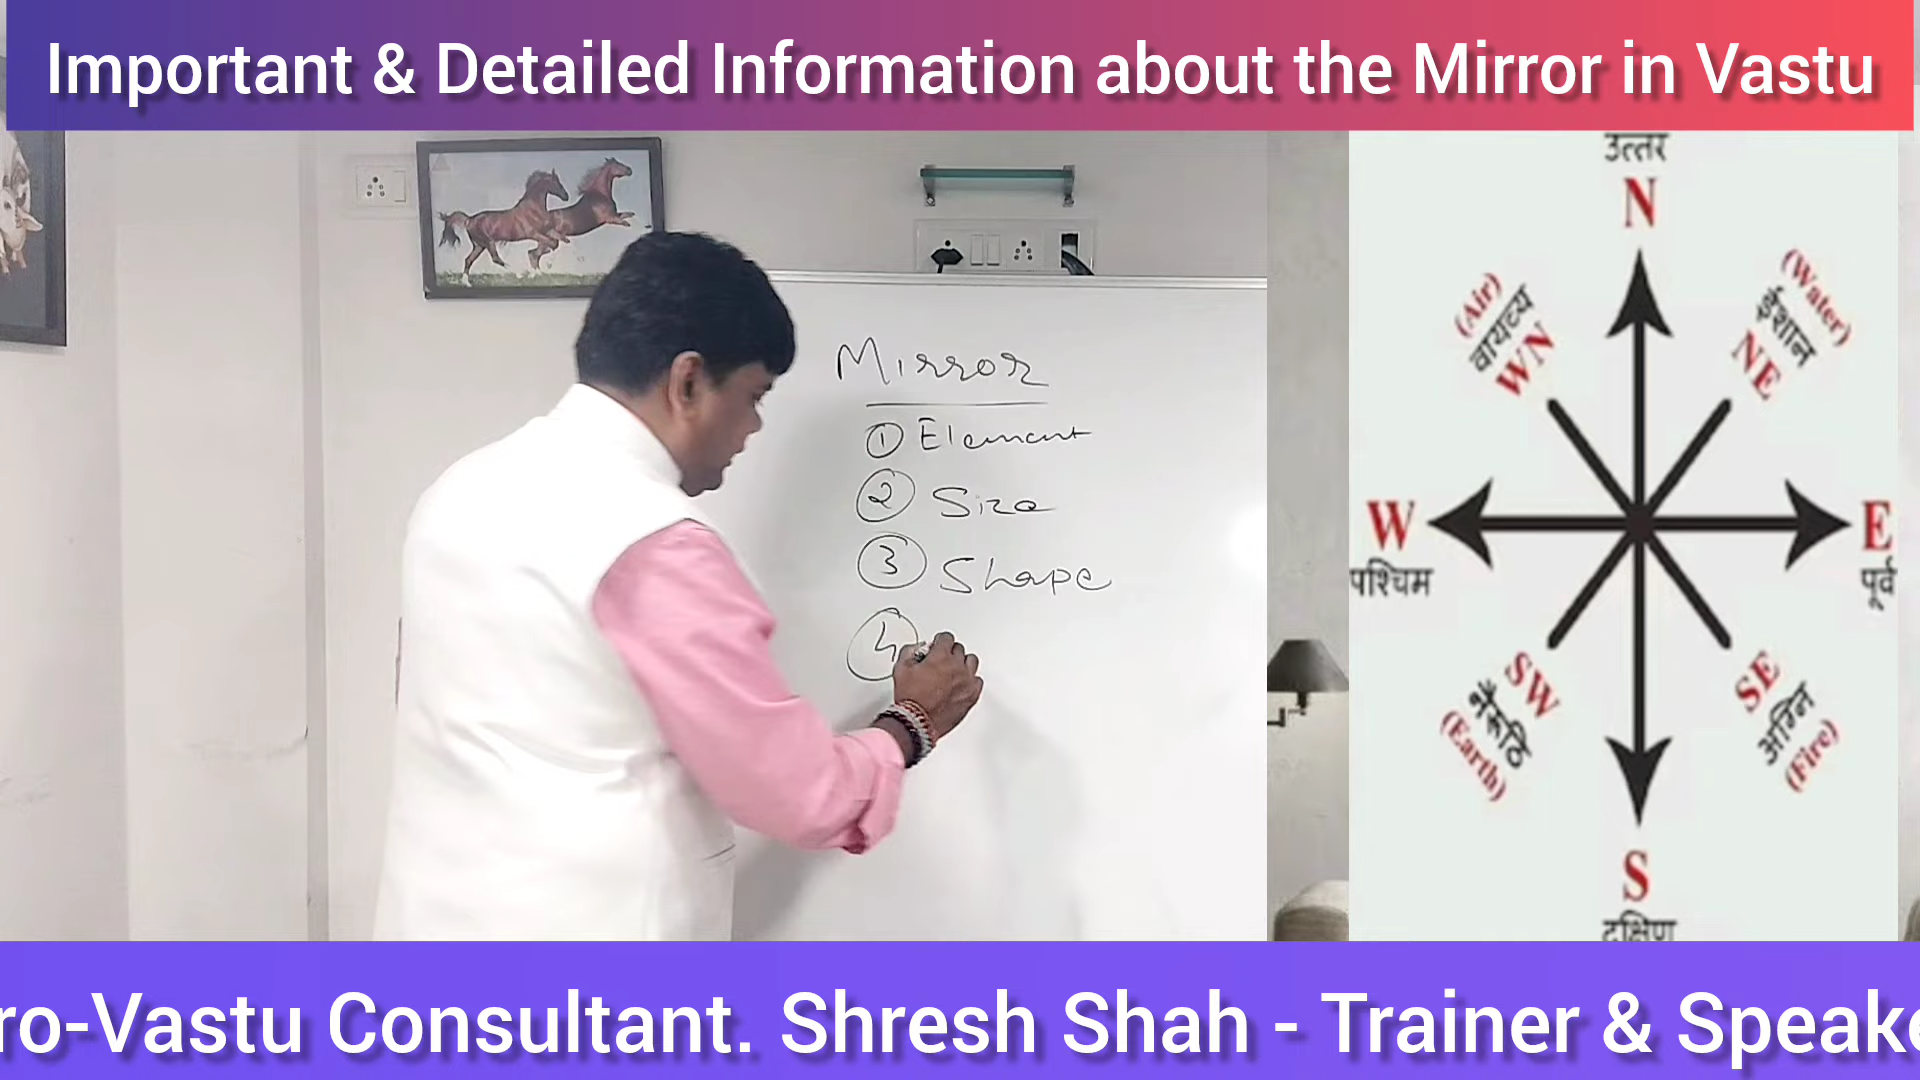 Important & Detailed Information about the Mirror in Vastu
Mirror
① Element
② Size
③ Shape
④
उत्तर
N
(Air)
वायव्य
WN
(Water)
ईशान
NE
W
पश्चिम
E
पूर्व
SW
(Earth)
SE
अग्नि
(Fire)
S
दक्षिण
ro-Vastu Consultant. Shresh Shah - Trainer & Speake